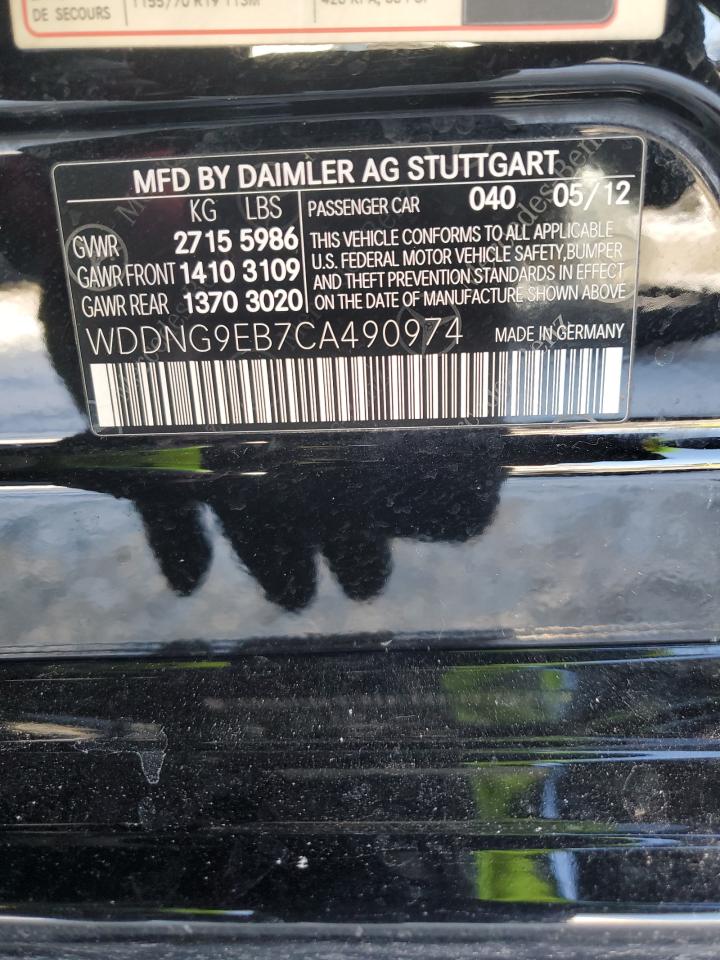 DE SECOURS
MFD BY DAIMLER AG STUTTGART
KG LBS
GVWR 2715 5986
GAWR FRONT 1410 3109
GAWR REAR 1370 3020
PASSENGER CAR 040 05/12
THIS VEHICLE CONFORMS TO ALL APPLICABLE
U.S. FEDERAL MOTOR VEHICLE SAFETY,BUMPER
AND THEFT PREVENTION STANDARDS IN EFFECT
ON THE DATE OF MANUFACTURE SHOWN ABOVE
WDDNG9EB7CA490974 MADE IN GERMANY
Mercedes-Benz